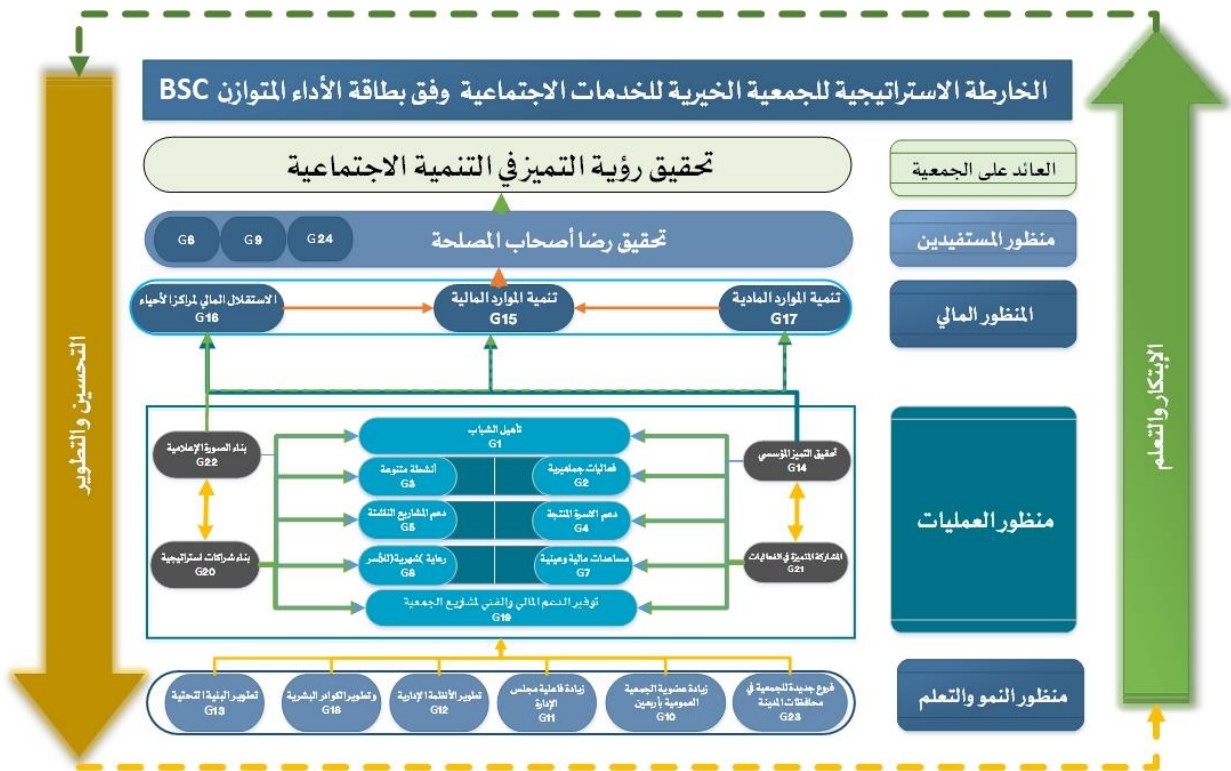 الخارطة الاستراتيجية للجمعية الخيرية للخدمات الاجتماعية وفق بطاقة الأداء المتوازن BSC
العائد على الجمعية
تحقيق رؤية التميز في التنمية الاجتماعية
منظور المستفيدين
تحقيق رضا أصحاب المصلحة
G24
G9
G6
المنظور المالي
تنمية الموارد المادية
G17
تنمية الموارد المالية
G15
الاستقلال المالي لمراكز الأحياء
G16
منظور العمليات
تحقيق التميز المؤسسي
G14
المشاركة المتميزة في الفعاليات
G21
تأهيل الشباب
G1
فعاليات جماهيرية
G2
أنشطة متنوعة
G3
دعم الاسرة المنتجة
G4
دعم المشاريع الناشئة
G5
مساعدات مالية وعينية
G7
رعاية )شهرية(للأسر
G8
توفير الدعم المالي والفني لمشاريع الجمعية
G19
بناء الصورة الإعلامية
G22
بناء شراكات استراتيجية
G20
منظور النمو والتعلم
فروع جديدة للجمعية في
محافظات المدينة
G23
زيادة عضوية الجمعية
العمومية بأربعين
G10
زيادة فاعلية مجلس
الإدارة
G11
تطوير الأنظمة الإدارية
G12
وتطوير الكوادر البشرية
G18
تطوير البنية التحتية
G13
الإبتكار والتعلم
التحسين والتطوير